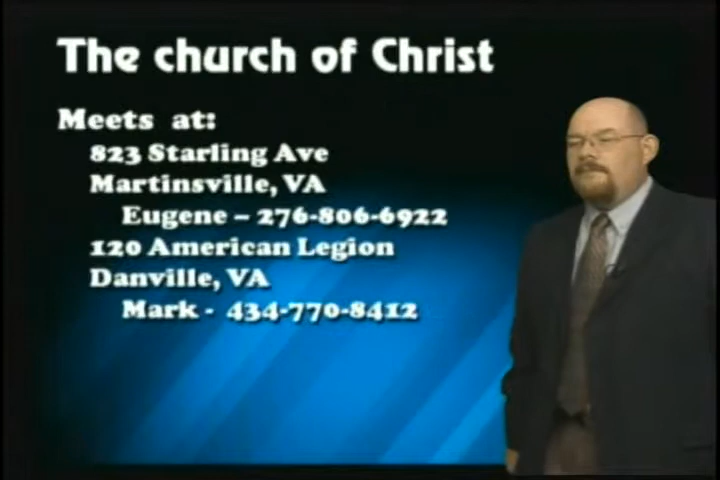 The church of Christ
Meets at:
823 Starling Ave
Martinsville, VA
Eugene – 276-806-6922
120 American Legion
Danville, VA
Mark - 434-770-8412